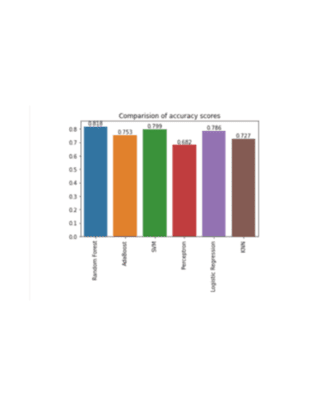 Comparision of accuracy scores
0.818
0.753
0.799
0.682
0.786
0.727
0.8
0.7
0.6
0.5
0.4
0.3
0.2
0.1
0.0
Random Forest
AdaBoost
SVM
Perceptron
Logistic Regression
KNN